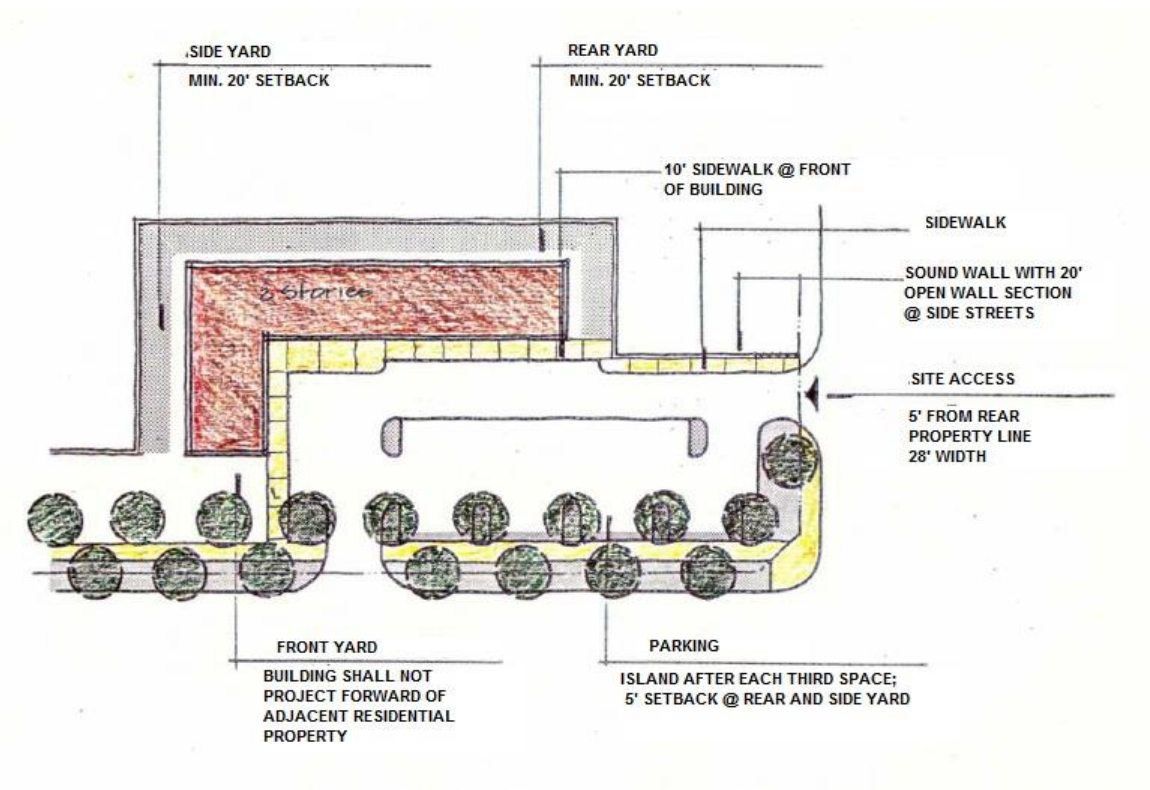 SIDE YARD
MIN. 20' SETBACK
REAR YARD
MIN. 20' SETBACK
10' SIDEWALK @ FRONT
OF BUILDING
SIDEWALK
SOUND WALL WITH 20'
OPEN WALL SECTION
@ SIDE STREETS
2 Stories
SITE ACCESS
5' FROM REAR
PROPERTY LINE
28' WIDTH
FRONT YARD
BUILDING SHALL NOT
PROJECT FORWARD OF
ADJACENT RESIDENTIAL
PROPERTY
PARKING
ISLAND AFTER EACH THIRD SPACE;
5' SETBACK @ REAR AND SIDE YARD